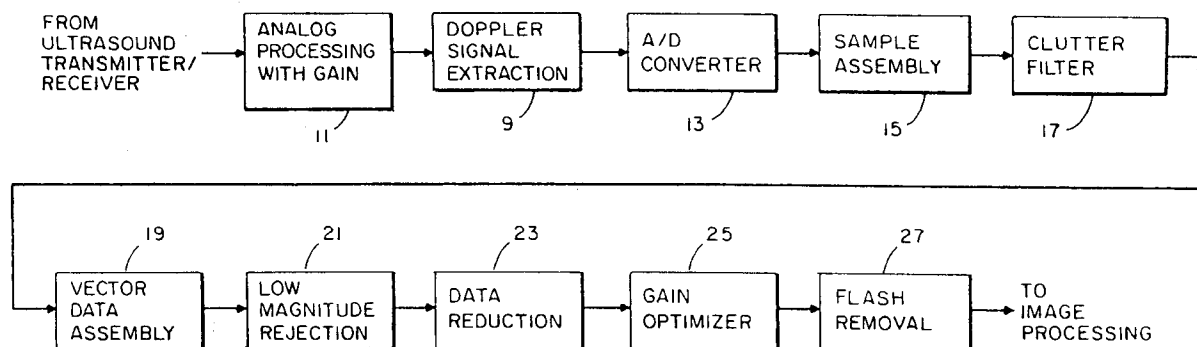 FROM
ULTRASOUND
TRANSMITTER/
RECEIVER
ANALOG
PROCESSING
WITH GAIN
11
DOPPLER
SIGNAL
EXTRACTION
9
A/D
CONVERTER
13
SAMPLE
ASSEMBLY
15
CLUTTER
FILTER
17
19
VECTOR
DATA
ASSEMBLY
21
LOW
MAGNITUDE
REJECTION
23
DATA
REDUCTION
25
GAIN
OPTIMIZER
27
FLASH
REMOVAL
TO
IMAGE
PROCESSING